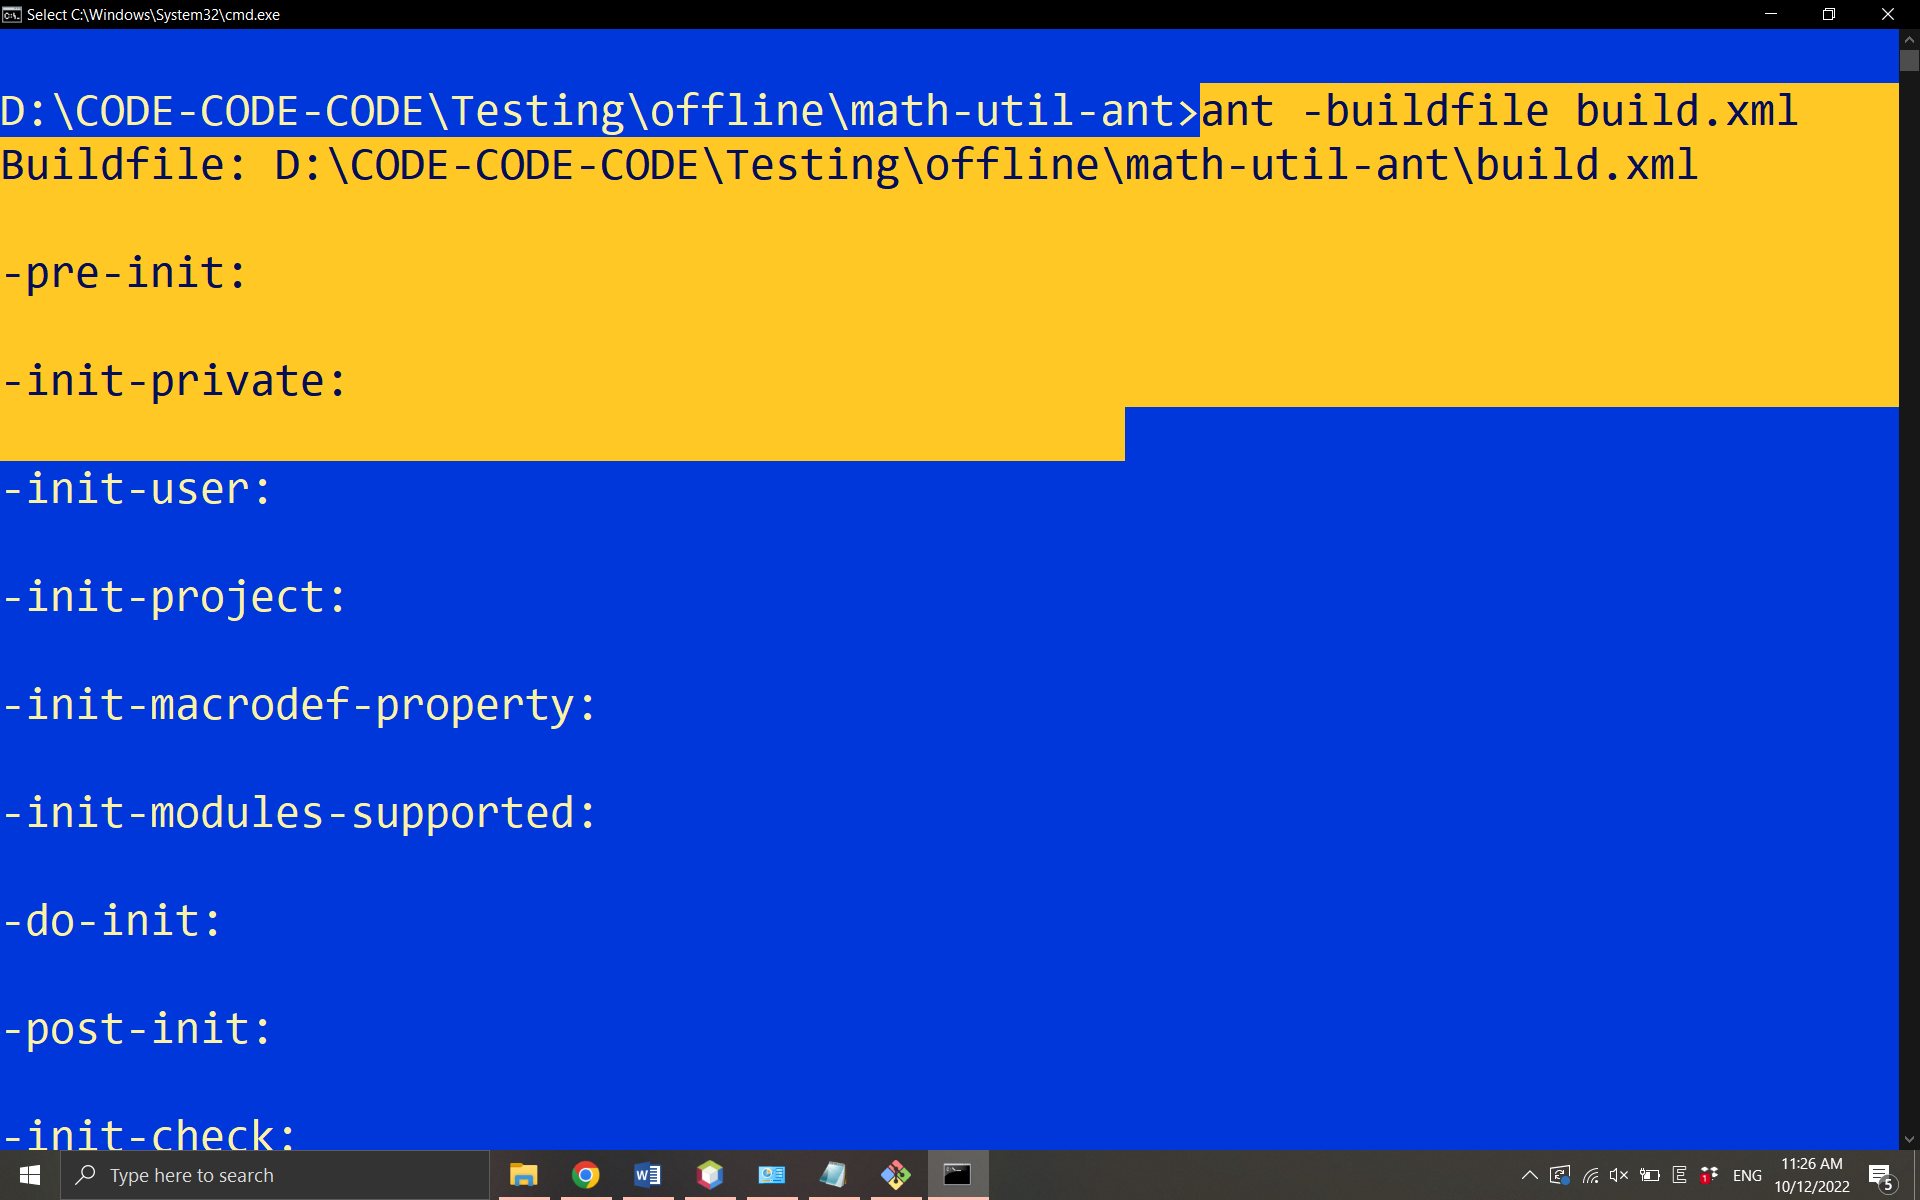 Select C:\Windows\System32\cmd.exe
D:\CODE-CODE-CODE\Testing\offline\math-util-ant>ant -buildfile build.xml
Buildfile: D:\CODE-CODE-CODE\Testing\offline\math-util-ant\build.xml
-pre-init:
-init-private:
-init-user:
-init-project:
-init-macrodef-property:
-init-modules-supported:
-do-init:
-post-init:
-init-check:
Type here to search
ENG
11:26 AM
10/12/2022
5
1